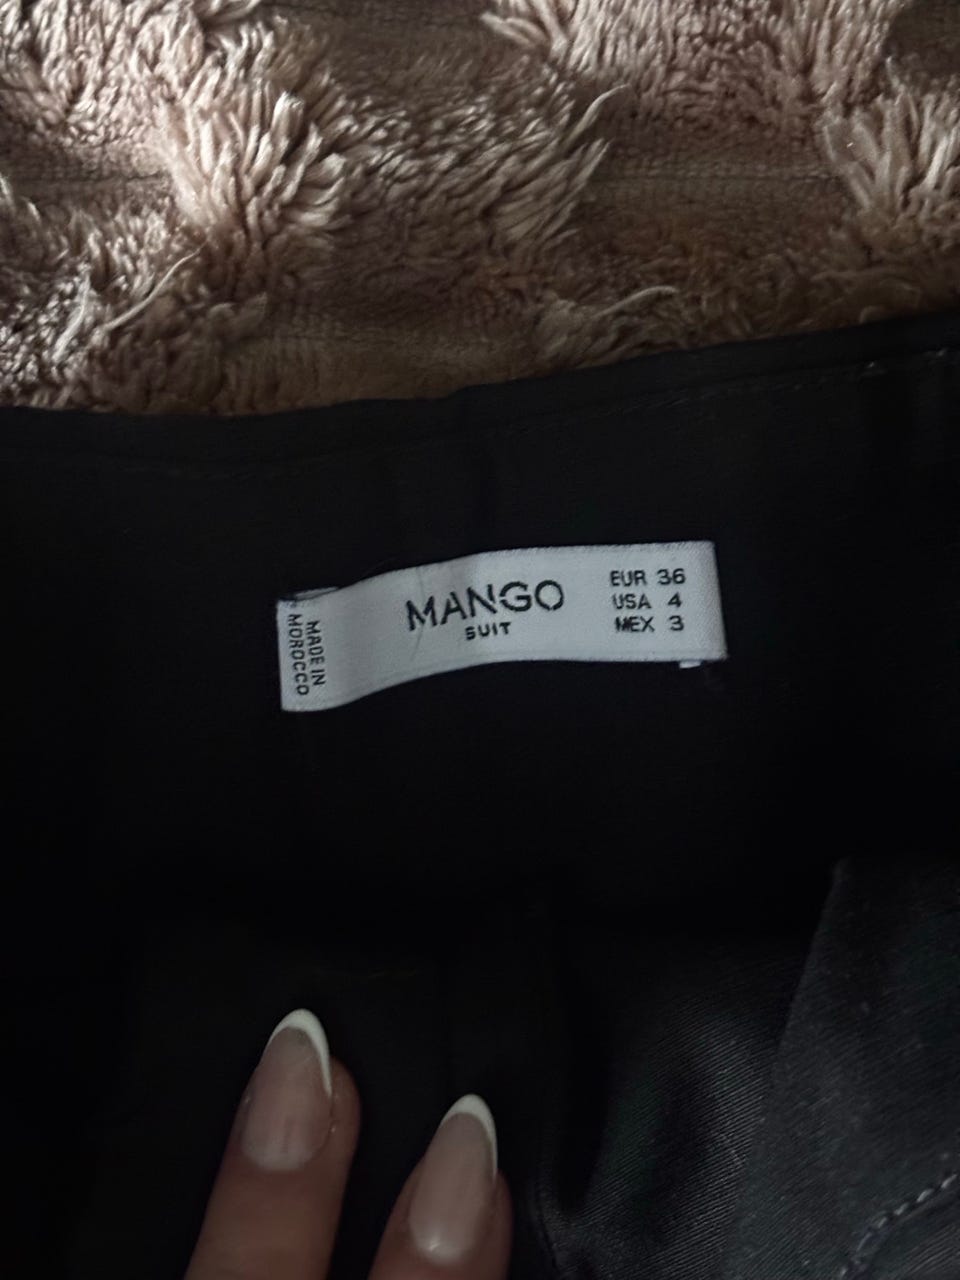 MANGO
SUIT
EUR 36
USA 4
MEX 3
MADE IN
MOROCCO